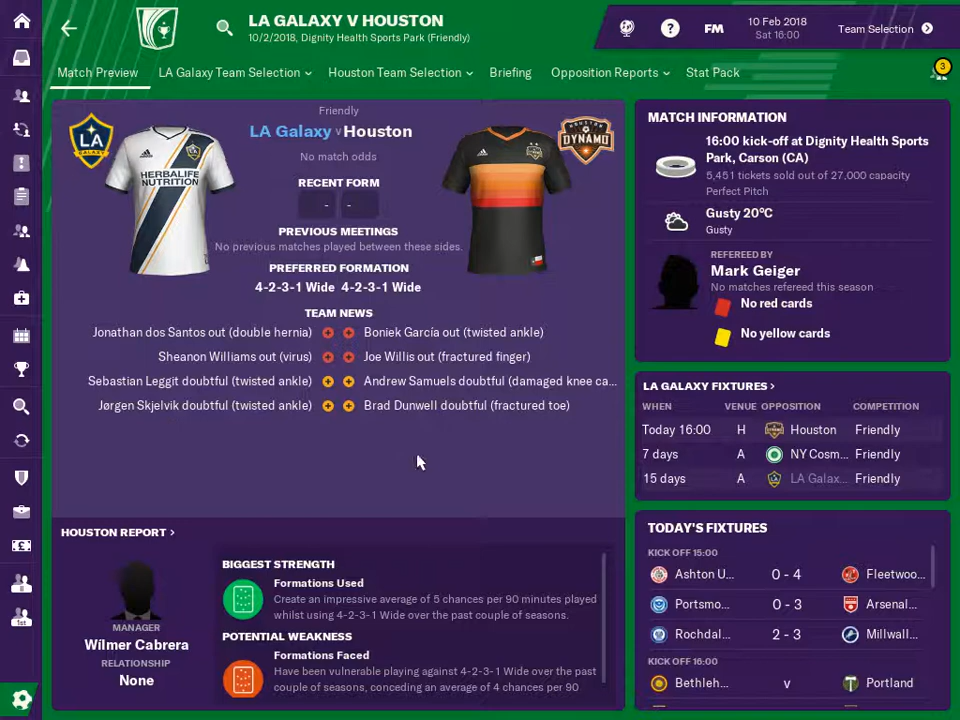 LA GALAXY V HOUSTON
10/2/2018, Dignity Health Sports Park (Friendly)
?
FM
10 Feb 2018
Sat 16:00
Team Selection
Match Preview
LA Galaxy Team Selection
Houston Team Selection
Briefing
Opposition Reports
Stat Pack
3
Friendly
LA Galaxy v Houston
No match odds
LA
GALAXY
HERBALIFE
NUTRITION
HOUSTON
DYNAMO
RECENT FORM
- -
PREVIOUS MEETINGS
No previous matches played between these sides.
PREFERRED FORMATION
4-2-3-1 Wide 4-2-3-1 Wide
TEAM NEWS
Jonathan dos Santos out (double hernia)
Boniek García out (twisted ankle)
Sheanon Williams out (virus)
Joe Willis out (fractured finger)
Sebastian Leggit doubtful (twisted ankle)
Andrew Samuels doubtful (damaged knee ca...
Jørgen Skjelvik doubtful (twisted ankle)
Brad Dunwell doubtful (fractured toe)
HOUSTON REPORT >
MANAGER
Wílmer Cabrera
RELATIONSHIP
None
BIGGEST STRENGTH
Formations Used
Create an impressive average of 5 chances per 90 minutes played
whilst using 4-2-3-1 Wide over the past couple of seasons.
POTENTIAL WEAKNESS
Formations Faced
Have been vulnerable playing against 4-2-3-1 Wide over the past
couple of seasons, conceding an average of 4 chances per 90
MATCH INFORMATION
16:00 kick-off at Dignity Health Sports
Park, Carson (CA)
5,451 tickets sold out of 27,000 capacity
Perfect Pitch
Gusty 20°C
Gusty
REFEREED BY
Mark Geiger
No matches refereed this season
No red cards
No yellow cards
LA GALAXY FIXTURES >
WHEN VENUE OPPOSITION COMPETITION
Today 16:00 H Houston Friendly
7 days A NY Cosm... Friendly
15 days A LA Galax... Friendly
TODAY'S FIXTURES
KICK OFF 15:00
Ashton U... 0 - 4 Fleetwoo...
Portsmo... 0 - 3 Arsenal...
Rochdal... 2 - 3 Millwall...
KICK OFF 16:00
Bethleh... v Portland